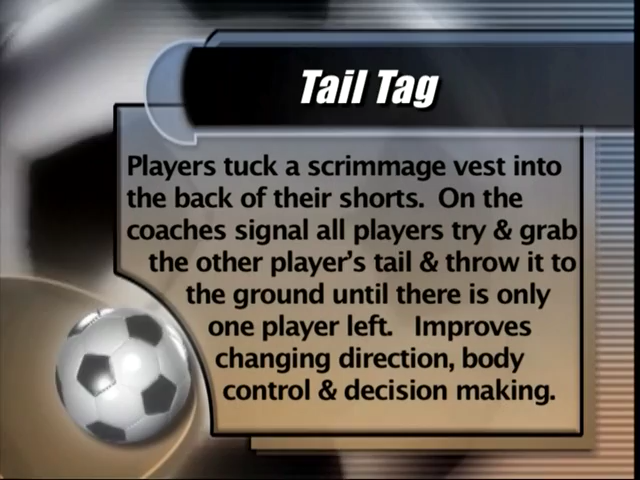 Tail Tag
Players tuck a scrimmage vest into
the back of their shorts. On the
coaches signal all players try & grab
the other player's tail & throw it to
the ground until there is only
one player left. Improves
changing direction, body
control & decision making.